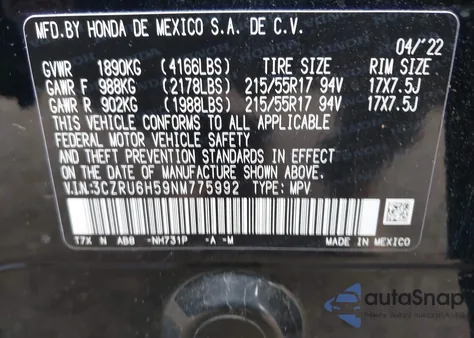 MFD.BY HONDA DE MEXICO S.A. DE C.V.
04/'22
GVWR 1890KG (4166LBS) TIRE SIZE RIM SIZE
GAWR F 988KG (2178LBS) 215/55R17 94V 17X7.5J
GAWR R 902KG (1988LBS) 215/55R17 94V 17X7.5J
THIS VEHICLE CONFORMS TO ALL APPLICABLE
FEDERAL MOTOR VEHICLE SAFETY
AND THEFT PREVENTION STANDARDS IN EFFECT
ON THE DATE OF MANUFACTURE SHOWN ABOVE.
V.I.N:3CZRU6H59NM775992 TYPE: MPV
T7X N AB8 -NH731P -A -M MADE IN MEXICO
autoSnap